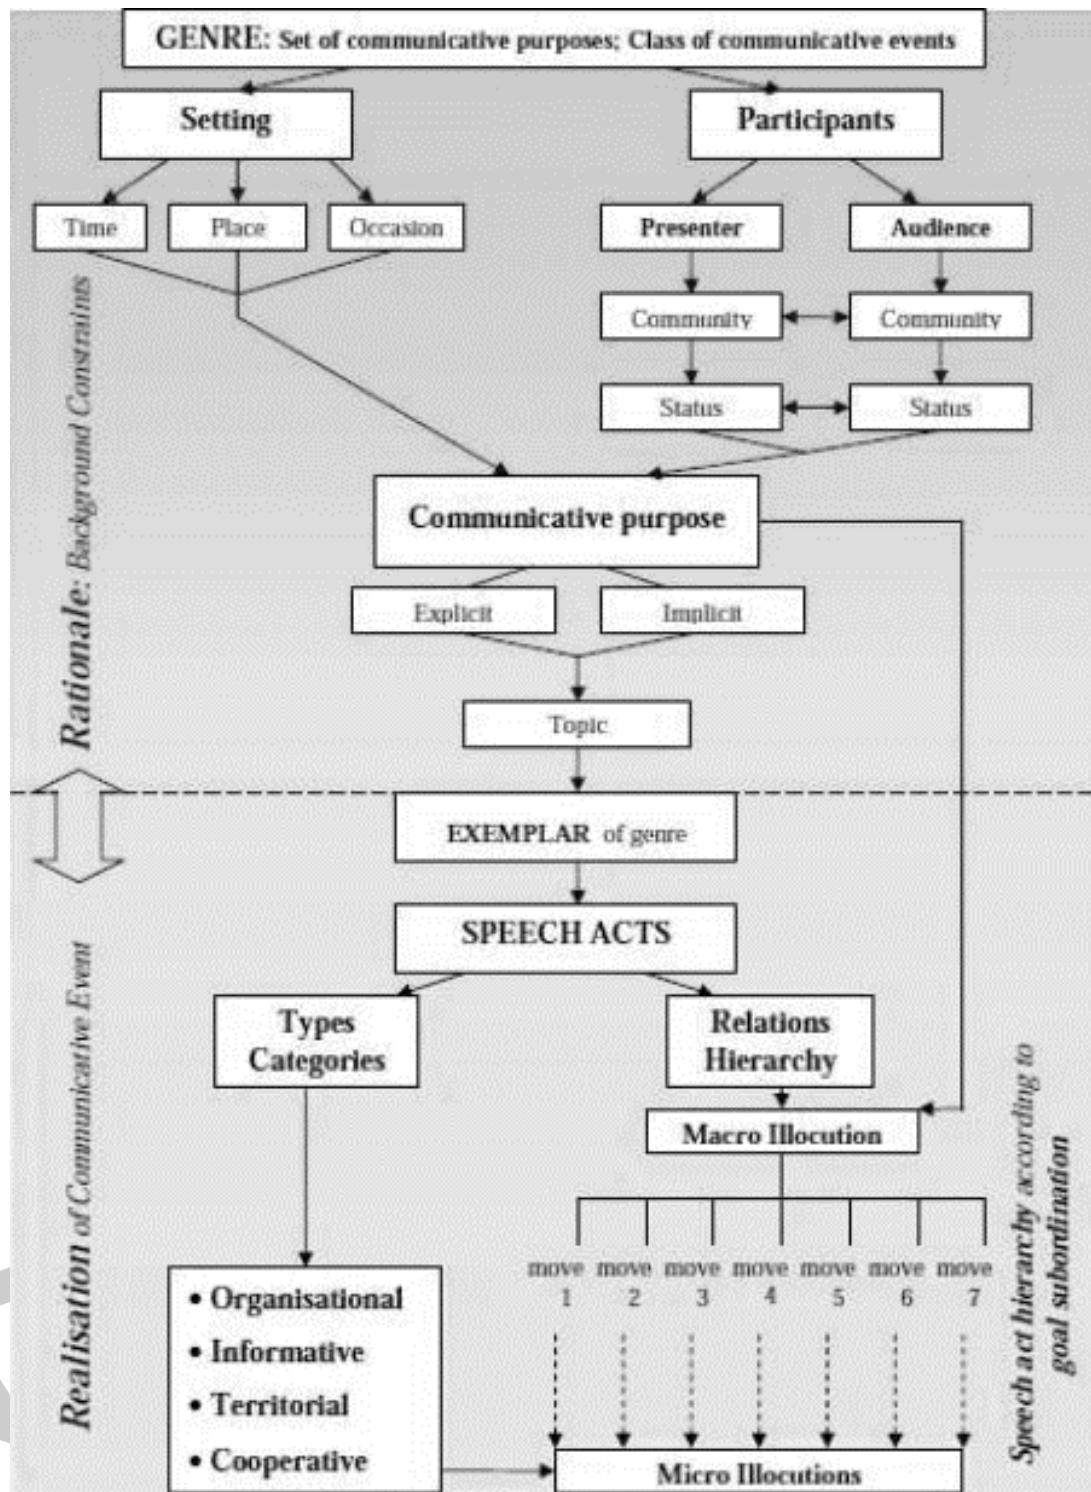 GENRE: Set of communicative purposes; Class of communicative events
Setting
Participants
Time
Place
Occasion
Presenter
Audience
Community
Community
Status
Status
Rationale: Background Constraints
Communicative purpose
Explicit
Implicit
Topic
EXEMPLAR of genre
SPEECH ACTS
Types
Categories
Relations
Hierarchy
Macro Illocution
Realisation of Communicative Event
Speech act hierarchy according to
goal subordination
move move move move move move move
1 2 3 4 5 6 7
• Organisational
• Informative
• Territorial
• Cooperative
Micro Illocutions